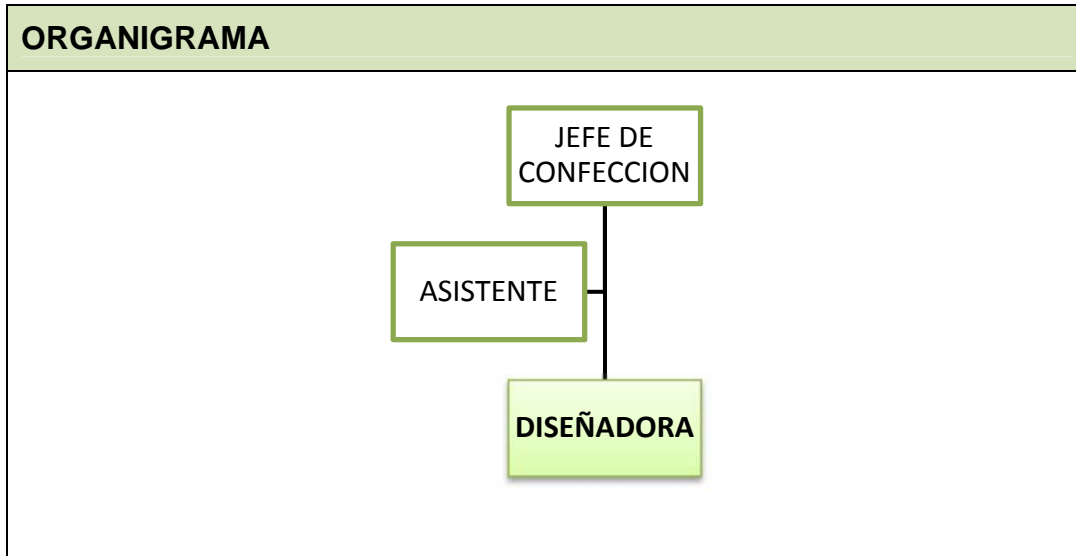 ORGANIGRAMA
JEFE DE
CONFECCION
ASISTENTE
DISEÑADORA